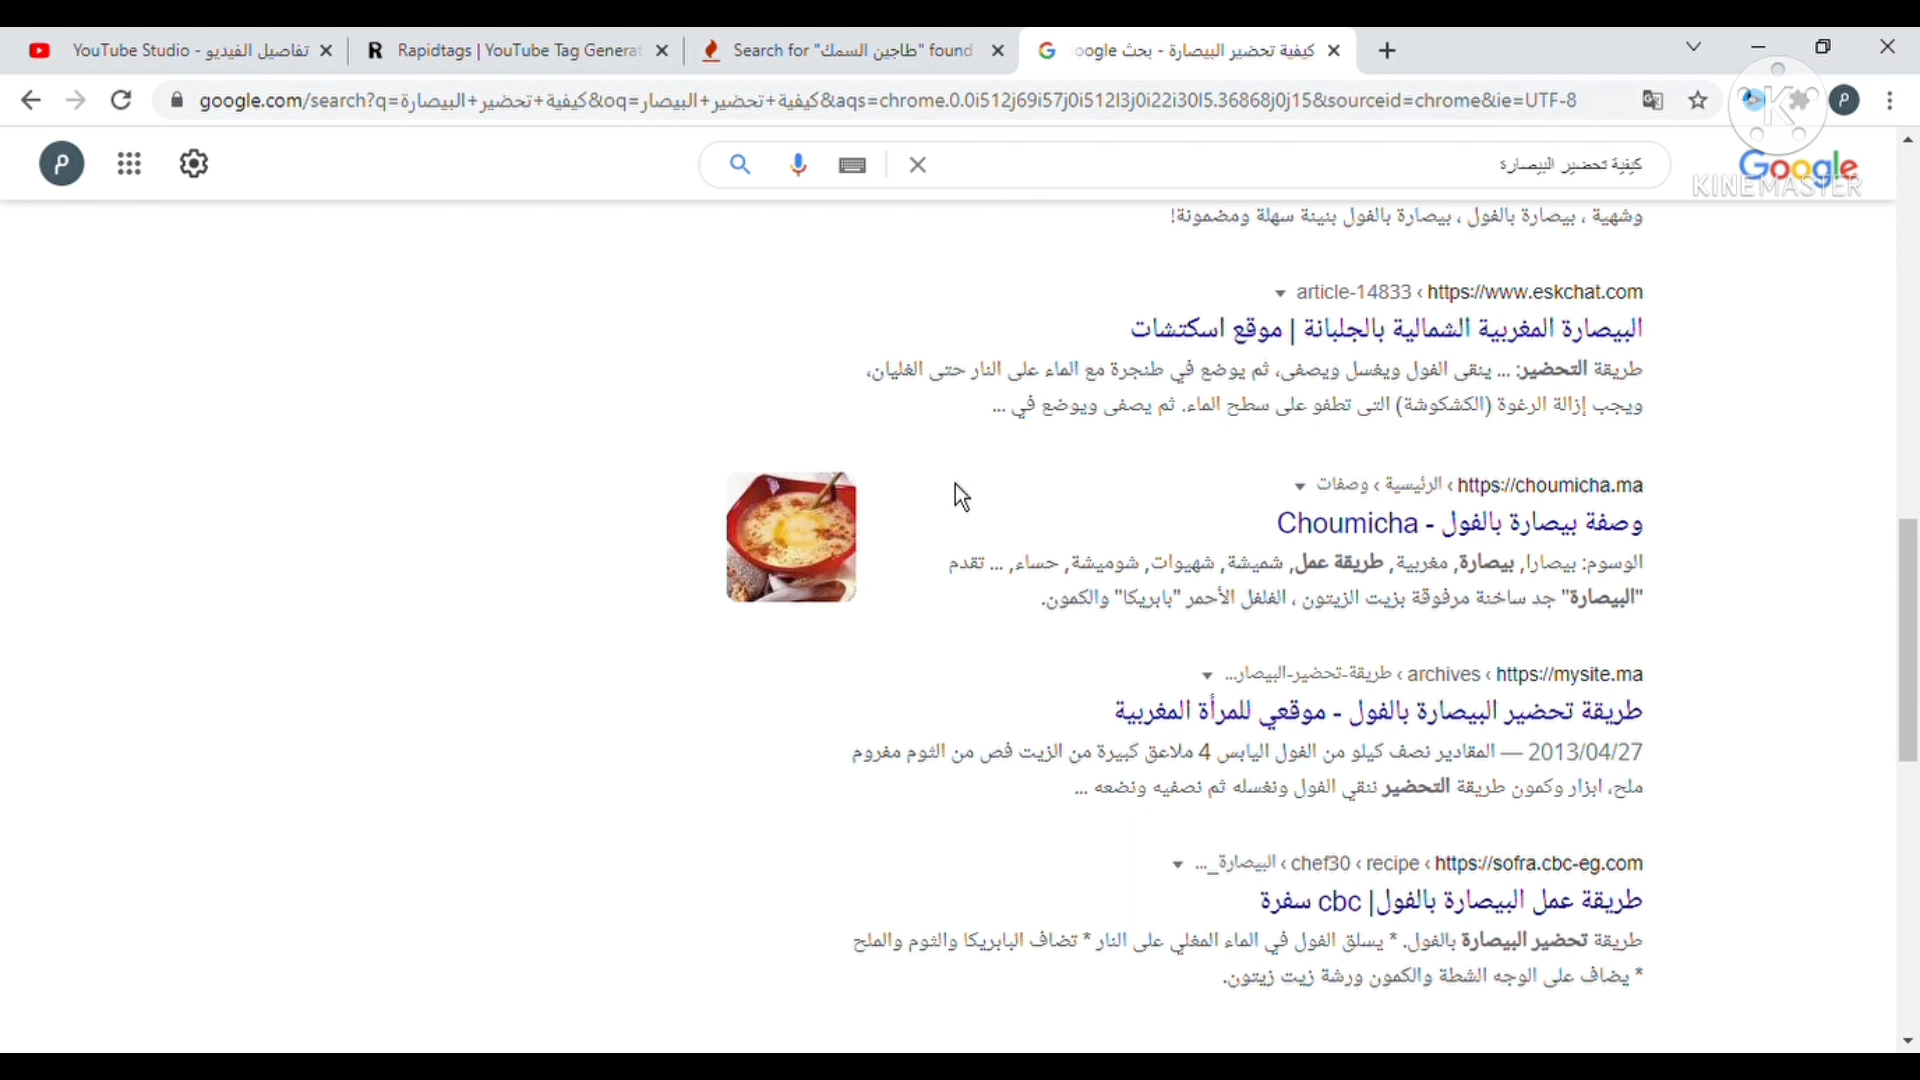 YouTube Studio - تفاصيل الفيديو
Rapidtags | YouTube Tag Generat
Search for "طاجين السمك" found
كيفية تحضير البيصارة - بحث oogle
google.com/search?q=كيفية+تحضير+البيصارة&oq=كيفية+تحضير+البيصار&aqs=chrome.0.0i512j69i57j0i512l3j0i22i30l5.36868j0j15&sourceid=chrome&ie=UTF-8
كيفية تحضير البيصارة
Google
KINEMASTER
وشهية ، بيصارة بالفول ، بيصارة بالفول بنينة سهلة ومضمونة!
https://www.eskchat.com › article-14833
البيصارة المغربية الشمالية بالجلبانة | موقع اسكتشات
طريقة التحضير: ... ينقى الفول ويغسل ويصفى، ثم يوضع في طنجرة مع الماء على النار حتى الغليان،
ويجب إزالة الرغوة (الكشكوشة) التى تطفو على سطح الماء. ثم يصفى ويوضع في ...
https://choumicha.ma › الرئيسية › وصفات
وصفة بيصارة بالفول - Choumicha
الوسوم: بيصارا, بيصارة, مغربية, طريقة عمل, شميشة, شهيوات, شوميشة, حساء, ... تقدم
"البيصارة" جد ساخنة مرفوقة بزيت الزيتون ، الفلفل الأحمر "بابريكا" والكمون.
https://mysite.ma › archives › طريقة-تحضير-البيصار...
طريقة تحضير البيصارة بالفول - موقعي للمرأة المغربية
2013/04/27 — المقادير نصف كيلو من الفول اليابس 4 ملاعق كبيرة من الزيت فص من الثوم مفروم
ملح، ابزار وكمون طريقة التحضير ننقي الفول ونغسله ثم نصفيه ونضعه ...
https://sofra.cbc-eg.com › recipe › chef30 › البيصارة_...
طريقة عمل البيصارة بالفول| cbc سفرة
طريقة تحضير البيصارة بالفول. * يسلق الفول في الماء المغلي على النار * تضاف البابريكا والثوم والملح
* يضاف على الوجه الشطة والكمون ورشة زيت زيتون.